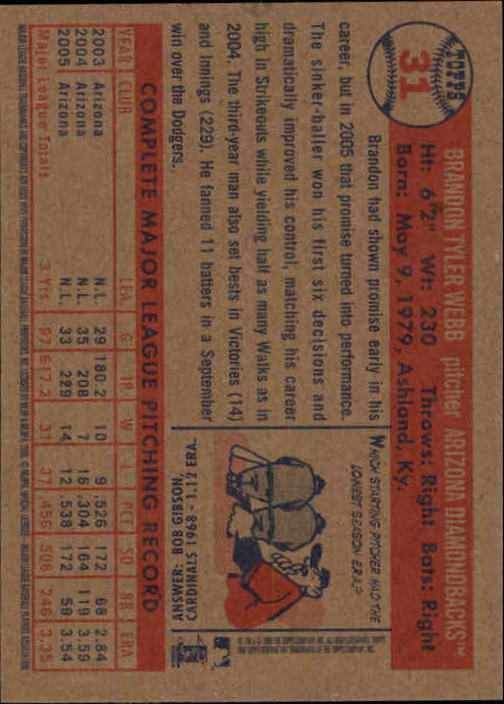 TOPPS
31
BRANDON TYLER WEBB pitcher ARIZONA DIAMONDBACKS™
Ht: 6'2" Wt: 230 Throws: Right Bats: Right
Born: May 9, 1979, Ashland, Ky.
Brandon had shown promise early in his
career, but in 2005 that promise turned into performance.
The sinker-baller won his first six decisions and
dramatically improved his control, matching his career
high in Strikeouts while yielding half as many Walks as in
2004. The third-year man also set bests in Victories (14)
and Innings (229). He fanned 11 batters in a September
win over the Dodgers.
WHICH STARTING PITCHER HAD THE
LOWEST SEASON ERA?
ANSWER: BOB GIBSON,
CARDINALS 1968 - 1.12 ERA.
COMPLETE MAJOR LEAGUE PITCHING RECORD
YEAR CLUB LEA. G IP W L PCT SO BB ERA
2003 Arizona N.L. 29 180.2 10 9 .526 172 68 2.84
2004 Arizona N.L. 35 208 7 16 .304 164 119 3.59
2005 Arizona N.L. 33 229 14 12 .538 172 59 3.54
Major League Totals 3 Yrs. 97 617.2 31 37 .456 508 246 3.35